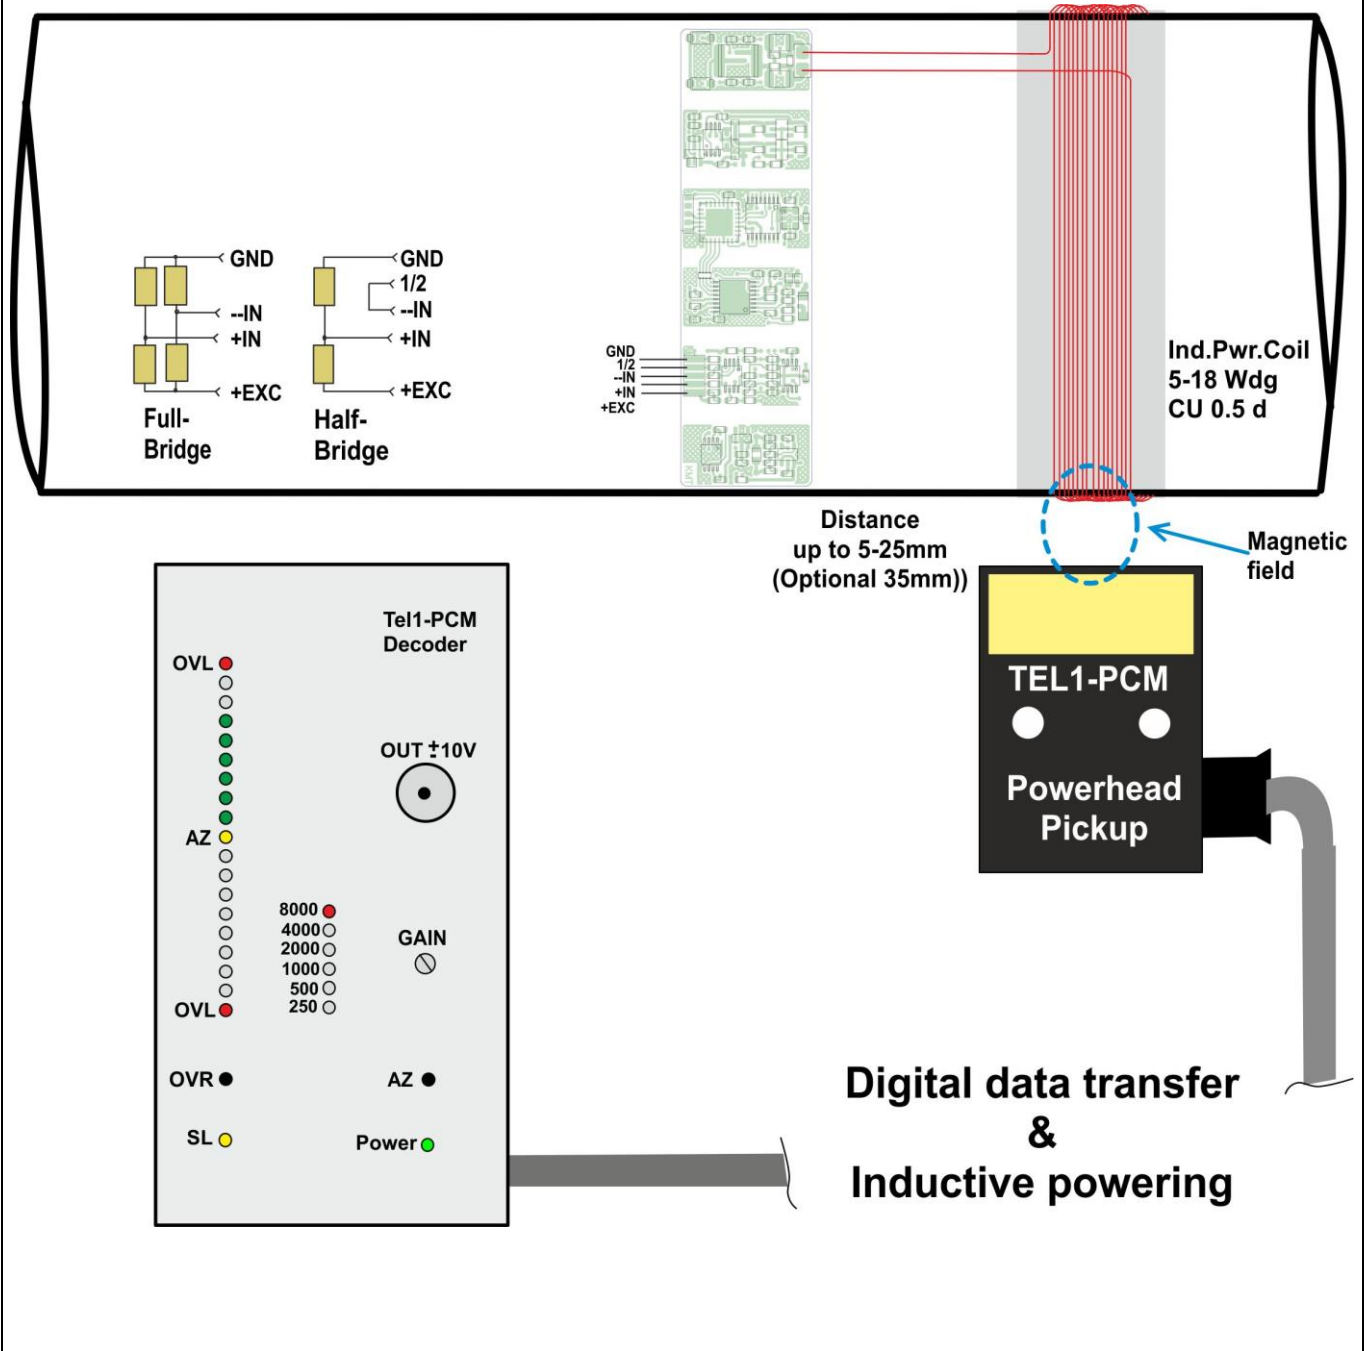 GND
--IN
+IN
+EXC
Full-
Bridge
GND
1/2
--IN
+IN
+EXC
Half-
Bridge
GND
1/2
--IN
+IN
+EXC
KMT
Ind.Pwr.Coil
5-18 Wdg
CU 0.5 d
Distance
up to 5-25mm
(Optional 35mm))
Magnetic
field
Tel1-PCM
Decoder
OVL
OUT ±10V
AZ
8000
4000
2000
1000
500
250
GAIN
OVL
OVR
AZ
SL
Power
TEL1-PCM
Powerhead
Pickup
Digital data transfer
&
Inductive powering